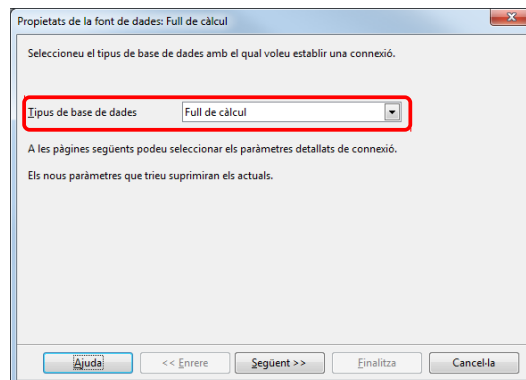 Propietats de la font de dades: Full de càlcul
Seleccioneu el tipus de base de dades amb el qual voleu establir una connexió.
Tipus de base de dades Full de càlcul
A les pàgines següents podeu seleccionar els paràmetres detallats de connexió.
Els nous paràmetres que trieu suprimiran els actuals.
Ajuda << Enrere Següent >> Finalitza Cancel·la